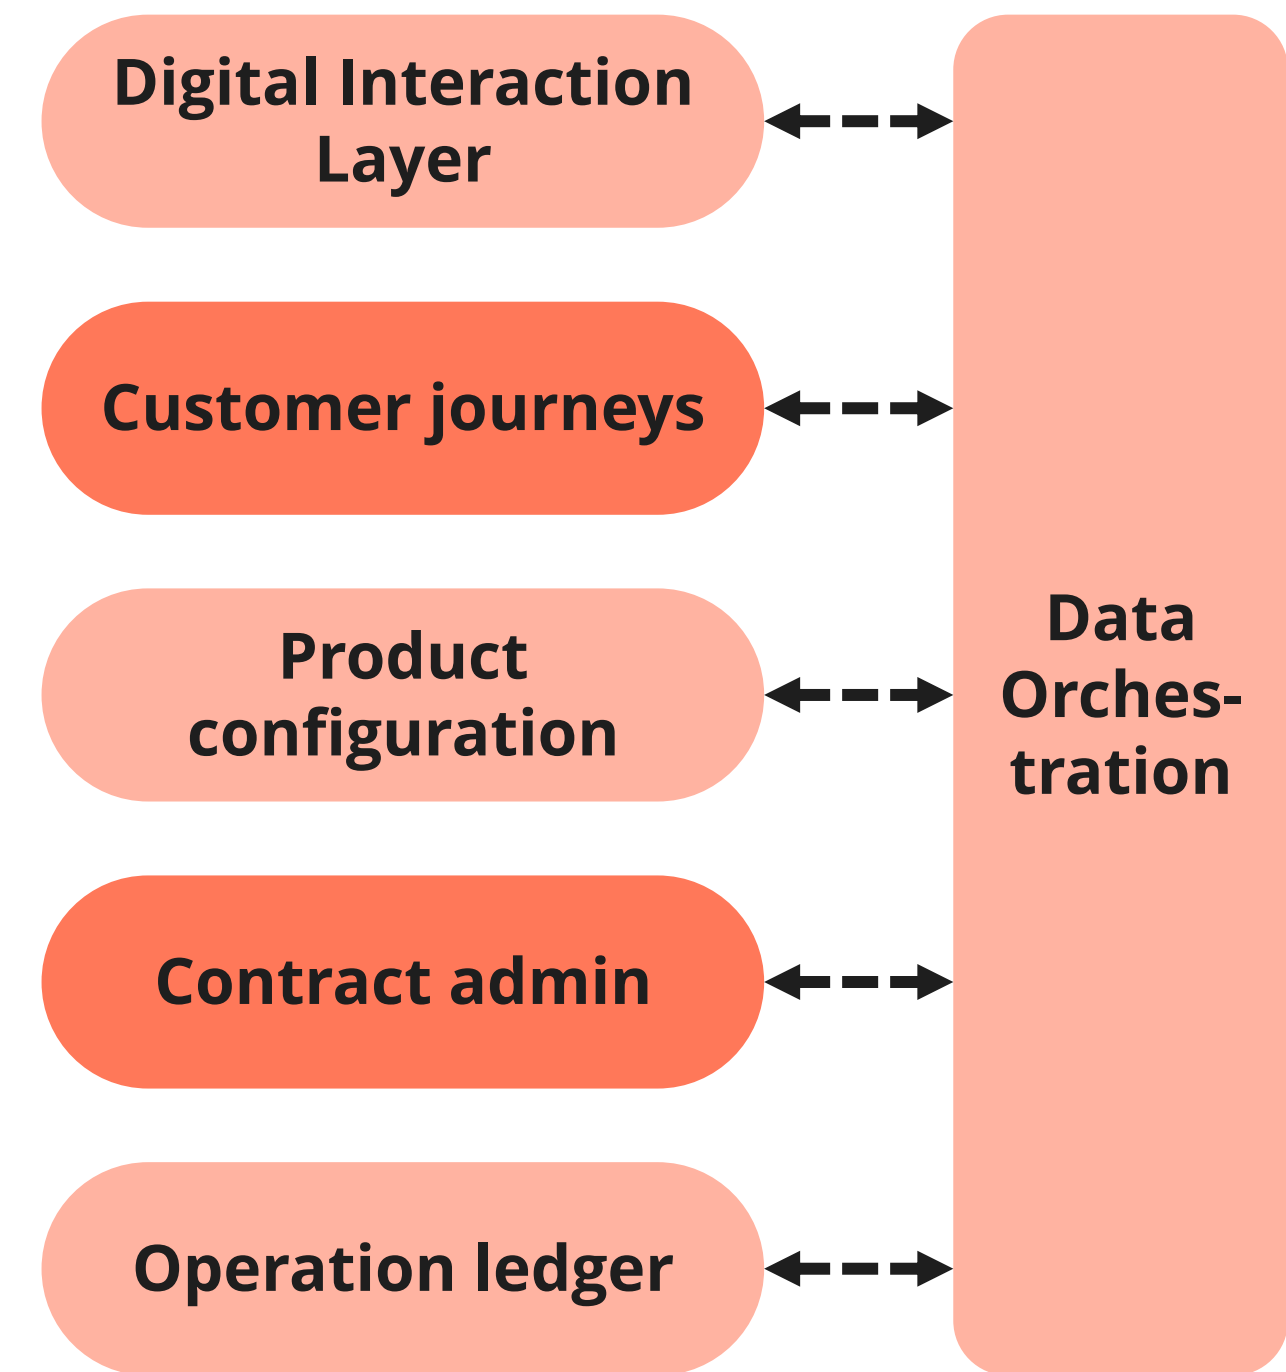 Digital Interaction
Layer
Customer journeys
Product
configuration
Contract admin
Operation ledger
Data
Orches-
tration